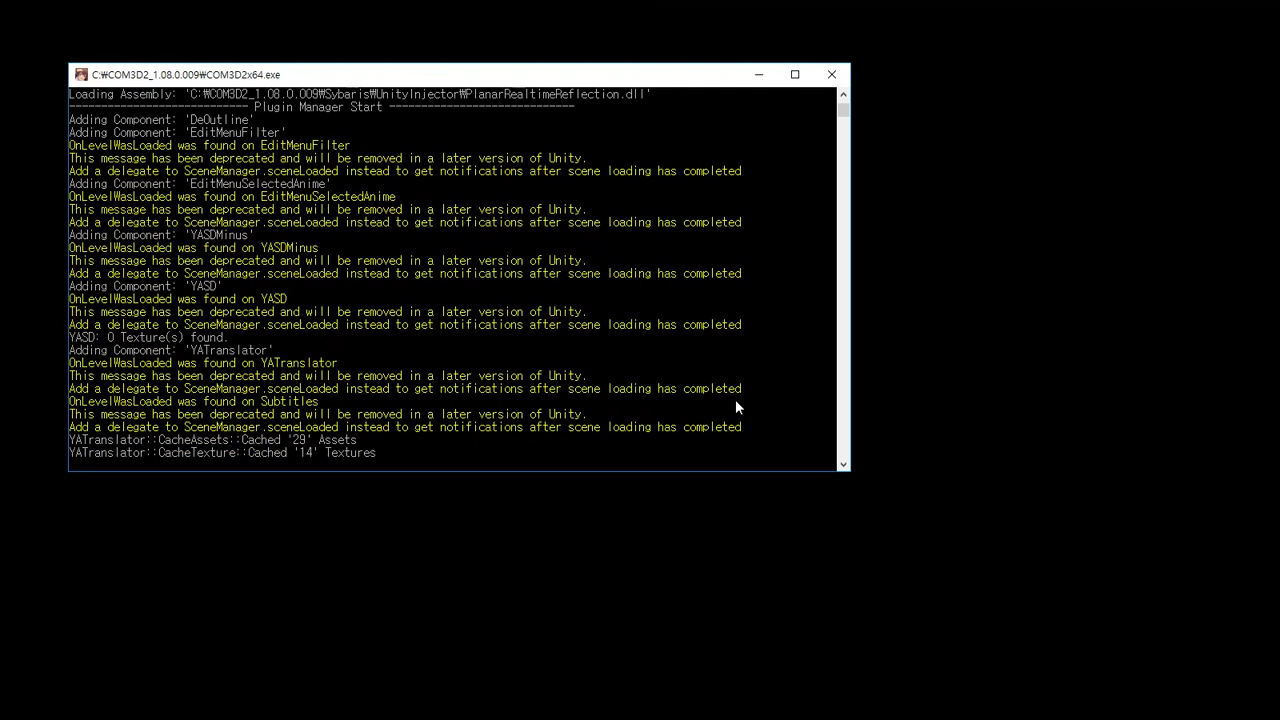 C:₩COM3D2_1.08.0.009₩COM3D2x64.exe
Loading Assembly: 'C:₩COM3D2_1.08.0.009₩Sybaris₩UnityInjector₩PlanarRealtimeReflection.dll'
---------------------------- Plugin Manager Start -----------------------------
Adding Component: 'DeOutline'
Adding Component: 'EditMenuFilter'
OnLevelWasLoaded was found on EditMenuFilter
This message has been deprecated and will be removed in a later version of Unity.
Add a delegate to SceneManager.sceneLoaded instead to get notifications after scene loading has completed
Adding Component: 'EditMenuSelectedAnime'
OnLevelWasLoaded was found on EditMenuSelectedAnime
This message has been deprecated and will be removed in a later version of Unity.
Add a delegate to SceneManager.sceneLoaded instead to get notifications after scene loading has completed
Adding Component: 'YASDMinus'
OnLevelWasLoaded was found on YASDMinus
This message has been deprecated and will be removed in a later version of Unity.
Add a delegate to SceneManager.sceneLoaded instead to get notifications after scene loading has completed
Adding Component: 'YASD'
OnLevelWasLoaded was found on YASD
This message has been deprecated and will be removed in a later version of Unity.
Add a delegate to SceneManager.sceneLoaded instead to get notifications after scene loading has completed
YASD: 0 Texture(s) found.
Adding Component: 'YATranslator'
OnLevelWasLoaded was found on YATranslator
This message has been deprecated and will be removed in a later version of Unity.
Add a delegate to SceneManager.sceneLoaded instead to get notifications after scene loading has completed
OnLevelWasLoaded was found on Subtitles
This message has been deprecated and will be removed in a later version of Unity.
Add a delegate to SceneManager.sceneLoaded instead to get notifications after scene loading has completed
YATranslator::CacheAssets::Cached '29' Assets
YATranslator::CacheTexture::Cached '14' Textures